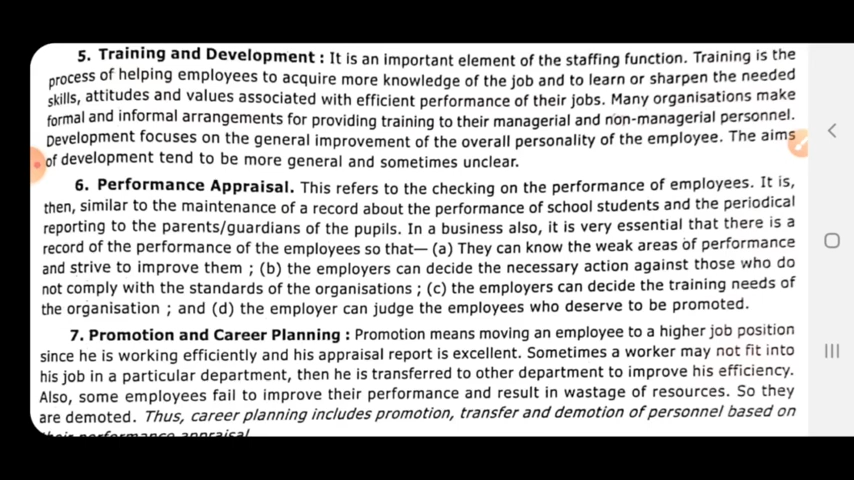 5. Training and Development : It is an important element of the staffing function. Training is the
process of helping employees to acquire more knowledge of the job and to learn or sharpen the needed
skills, attitudes and values associated with efficient performance of their jobs. Many organisations make
formal and informal arrangements for providing training to their managerial and non-managerial personnel.
Development focuses on the general improvement of the overall personality of the employee. The aims
of development tend to be more general and sometimes unclear.
6. Performance Appraisal. This refers to the checking on the performance of employees. It is,
then, similar to the maintenance of a record about the performance of school students and the periodical
reporting to the parents/guardians of the pupils. In a business also, it is very essential that there is a
record of the performance of the employees so that— (a) They can know the weak areas of performance
and strive to improve them ; (b) the employers can decide the necessary action against those who do
not comply with the standards of the organisations ; (c) the employers can decide the training needs of
the organisation ; and (d) the employer can judge the employees who deserve to be promoted.
7. Promotion and Career Planning : Promotion means moving an employee to a higher job position
since he is working efficiently and his appraisal report is excellent. Sometimes a worker may not fit into
his job in a particular department, then he is transferred to other department to improve his efficiency.
Also, some employees fail to improve their performance and result in wastage of resources. So they
are demoted. Thus, career planning includes promotion, transfer and demotion of personnel based on
their performance appraisal